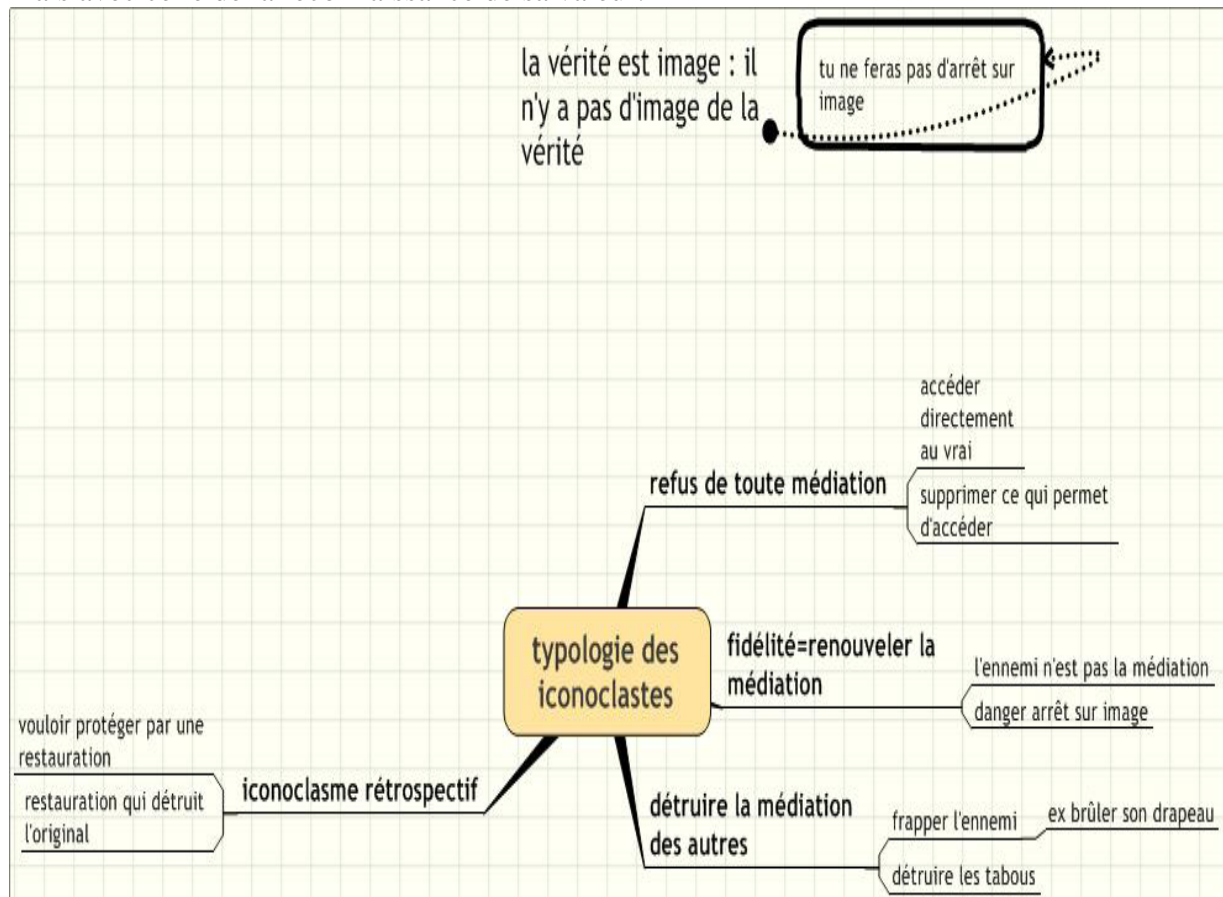 la vérité est image : il
n'y a pas d'image de la
vérité
tu ne feras pas d'arrêt sur
image
accéder
directement
au vrai
refus de toute médiation
supprimer ce qui permet
d'accéder
typologie des
iconoclastes
fidélité=renouveler la
médiation
l'ennemi n'est pas la médiation
danger arrêt sur image
vouloir protéger par une
restauration
iconoclasme rétrospectif
restauration qui détruit
l'original
détruire la médiation
des autres
frapper l'ennemi
ex brûler son drapeau
détruire les tabous